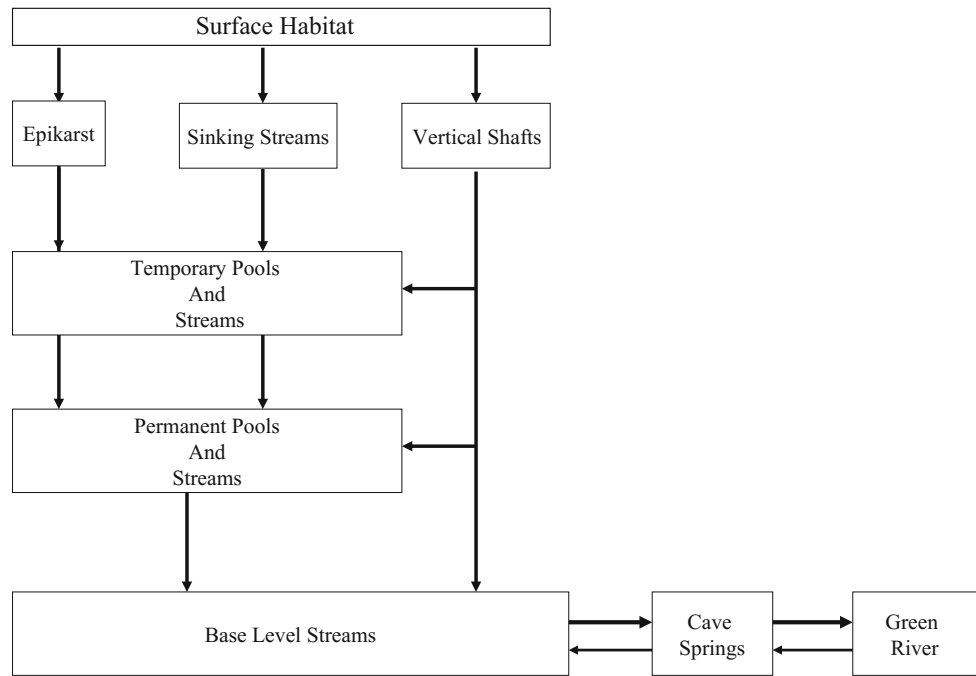 Surface Habitat
Epikarst
Sinking Streams
Vertical Shafts
Temporary Pools
And
Streams
Permanent Pools
And
Streams
Base Level Streams
Cave
Springs
Green
River